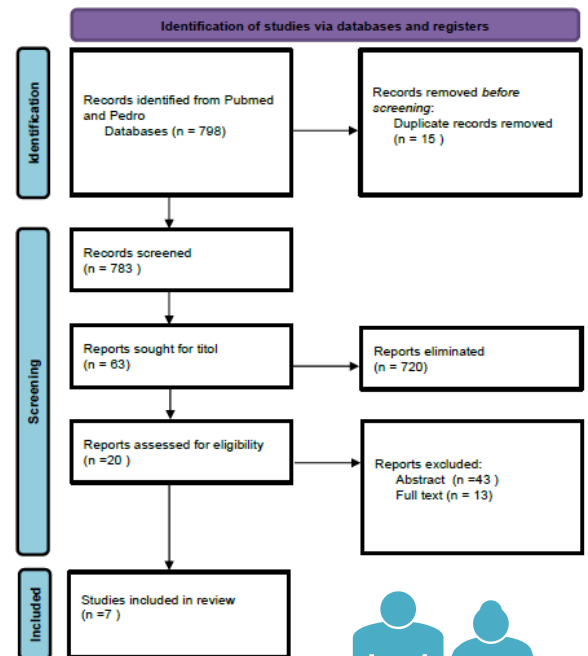 Identification of studies via databases and registers
Identification
Records identified from Pubmed
and Pedro
Databases (n = 798)
Records removed before
screening:
Duplicate records removed
(n = 15 )
Screening
Records screened
(n = 783 )
Reports sought for titol
(n = 63)
Reports eliminated
(n = 720)
Reports assessed for eligibility
(n =20 )
Reports excluded:
Abstract (n =43 )
Full text (n = 13)
Included
Studies included in review
(n =7 )